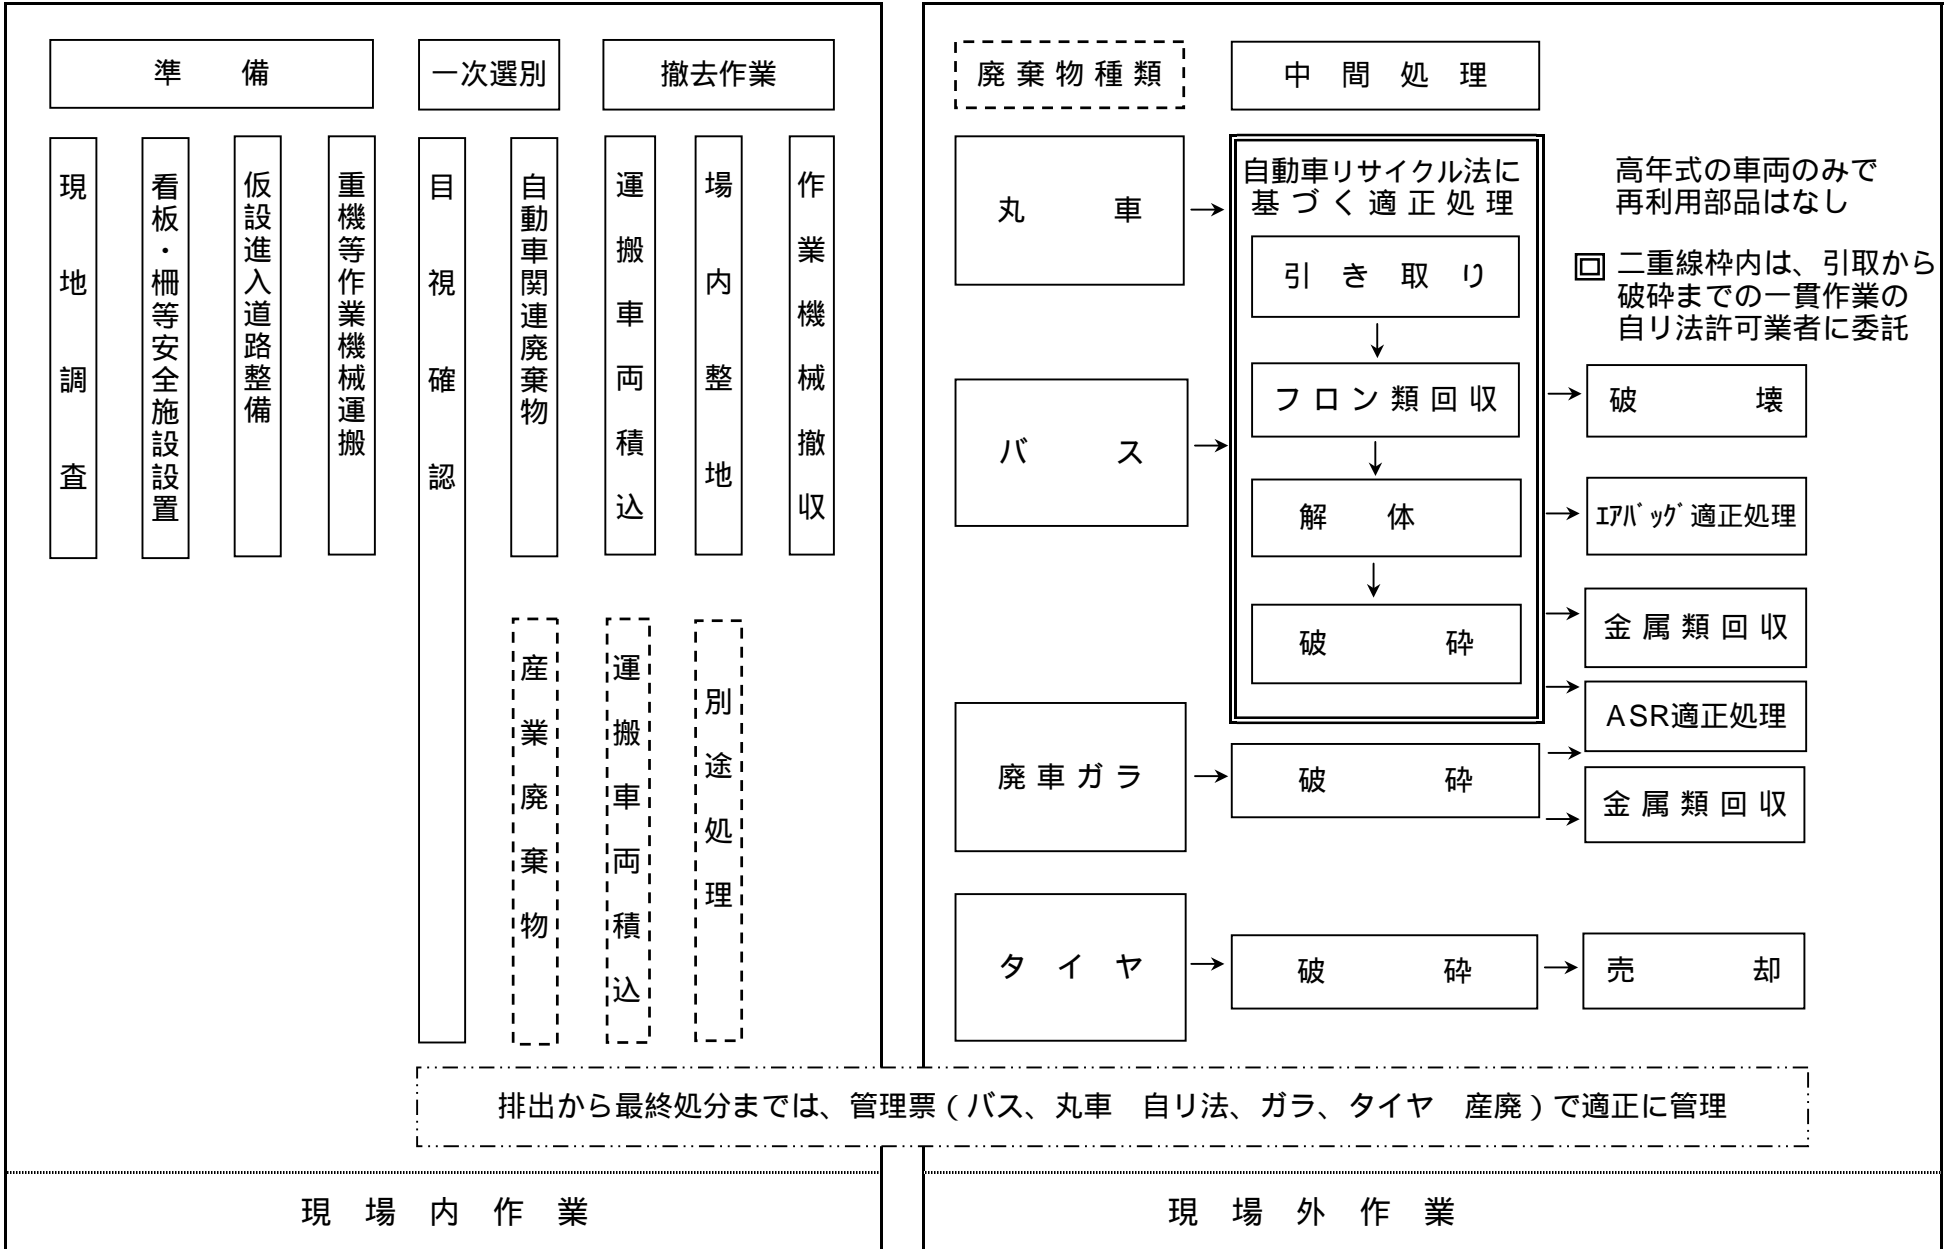 準 備
一次選別
撤去作業
現地調査
看板・柵等安全施設設置
仮設進入道路整備
重機等作業機械運搬
目視確認
自動車関連廃棄物
運搬車両積込
場内整地
作業機械撤収
産業廃棄物
運搬車両積込
別途処理
廃棄物種類
中間処理
丸 車
自動車リサイクル法に
基づく適正処理
引き取り
フロン類回収
解 体
破 砕
高年式の車両のみで
再利用部品はなし
回 二重線枠内は、引取から
破砕までの一貫作業の
自リ法許可業者に委託
バ ス
破 壊
ｴｱﾊﾞｯｸﾞ適正処理
金属類回収
ASR適正処理
廃車ガラ
破 砕
金属類回収
タイヤ
破 砕
売 却
排出から最終処分までは、管理票（バス、丸車 自リ法、ガラ、タイヤ 産廃）で適正に管理
現場内作業
現場外作業